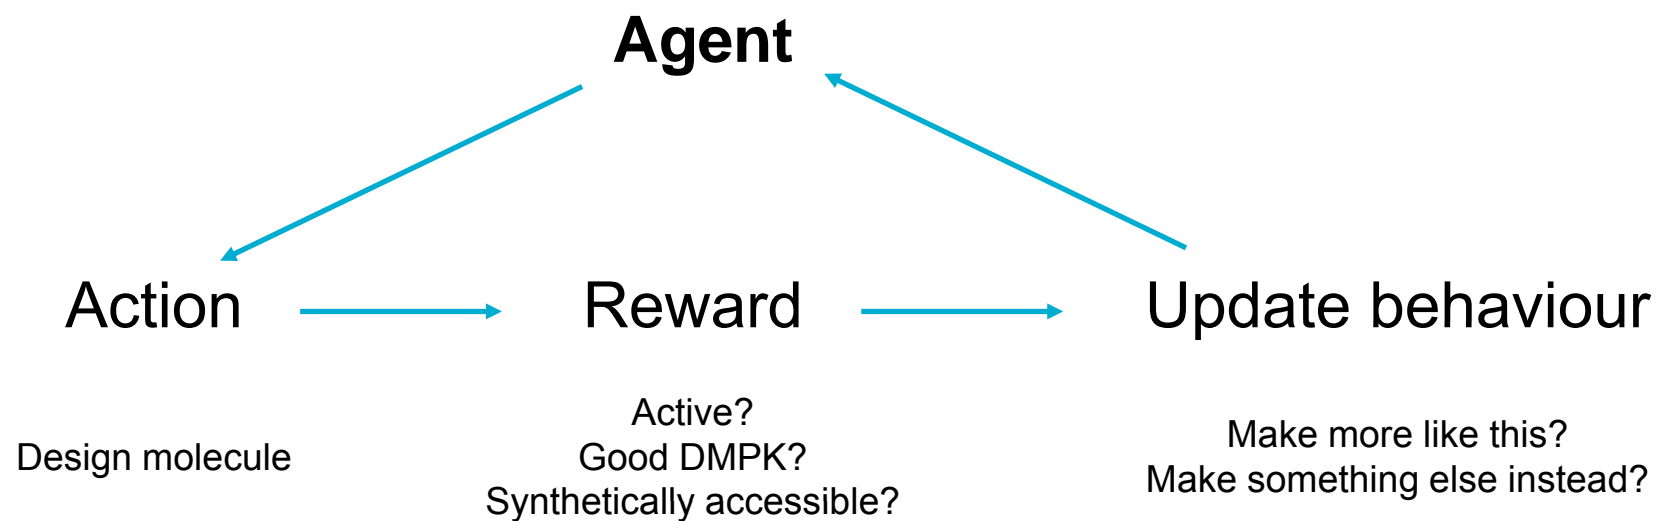 Agent
Action
Reward
Update behaviour
Design molecule
Active?
Good DMPK?
Synthetically accessible?
Make more like this?
Make something else instead?